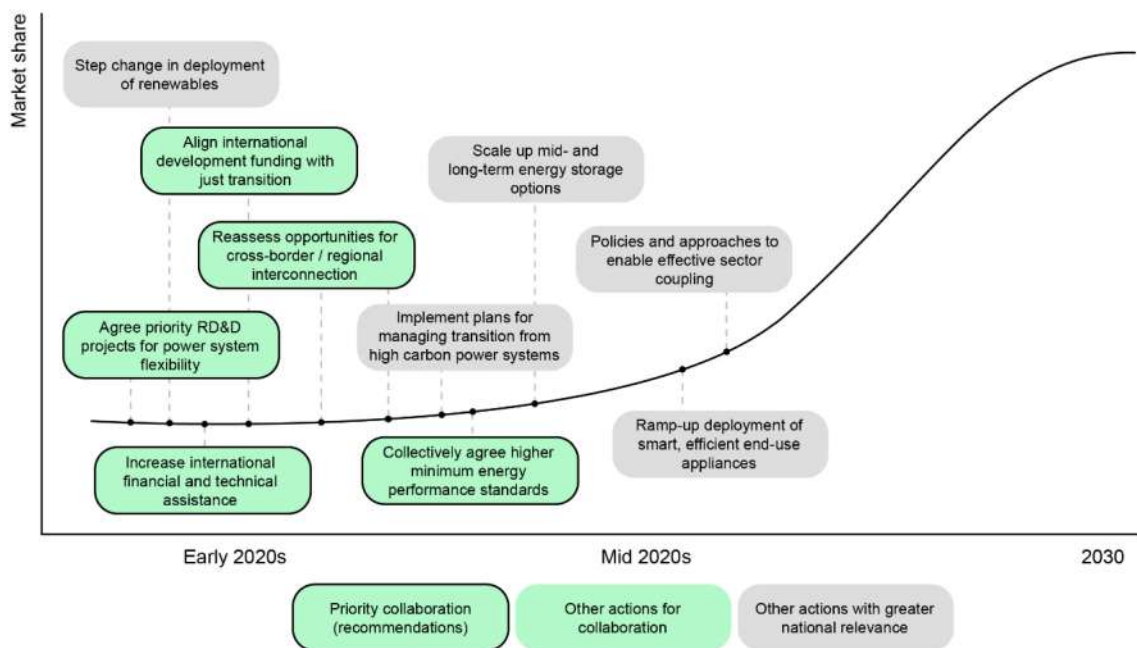 Market share
Step change in deployment
of renewables
Align international
development funding with
just transition
Scale up mid- and
long-term energy storage
options
Reassess opportunities for
cross-border / regional
interconnection
Policies and approaches to
enable effective sector
coupling
Agree priority RD&D
projects for power system
flexibility
Implement plans for
managing transition from
high carbon power systems
Increase international
financial and technical
assistance
Collectively agree higher
minimum energy
performance standards
Ramp-up deployment of
smart, efficient end-use
appliances
Early 2020s
Mid 2020s
2030
Priority collaboration
(recommendations)
Other actions for
collaboration
Other actions with greater
national relevance